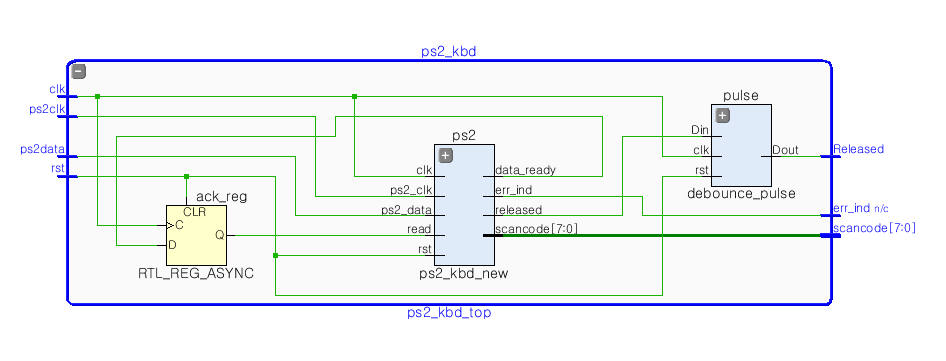 ps2_kbd
clk
ps2clk
ps2data
rst
ack_reg
CLR
C
D
Q
RTL_REG_ASYNC
ps2
clk
ps2_clk
ps2_data
read
rst
data_ready
err_ind
released
scancode[7:0]
ps2_kbd_new
pulse
Din
clk
rst
Dout
debounce_pulse
Released
err_ind n/c
scancode[7:0]
ps2_kbd_top